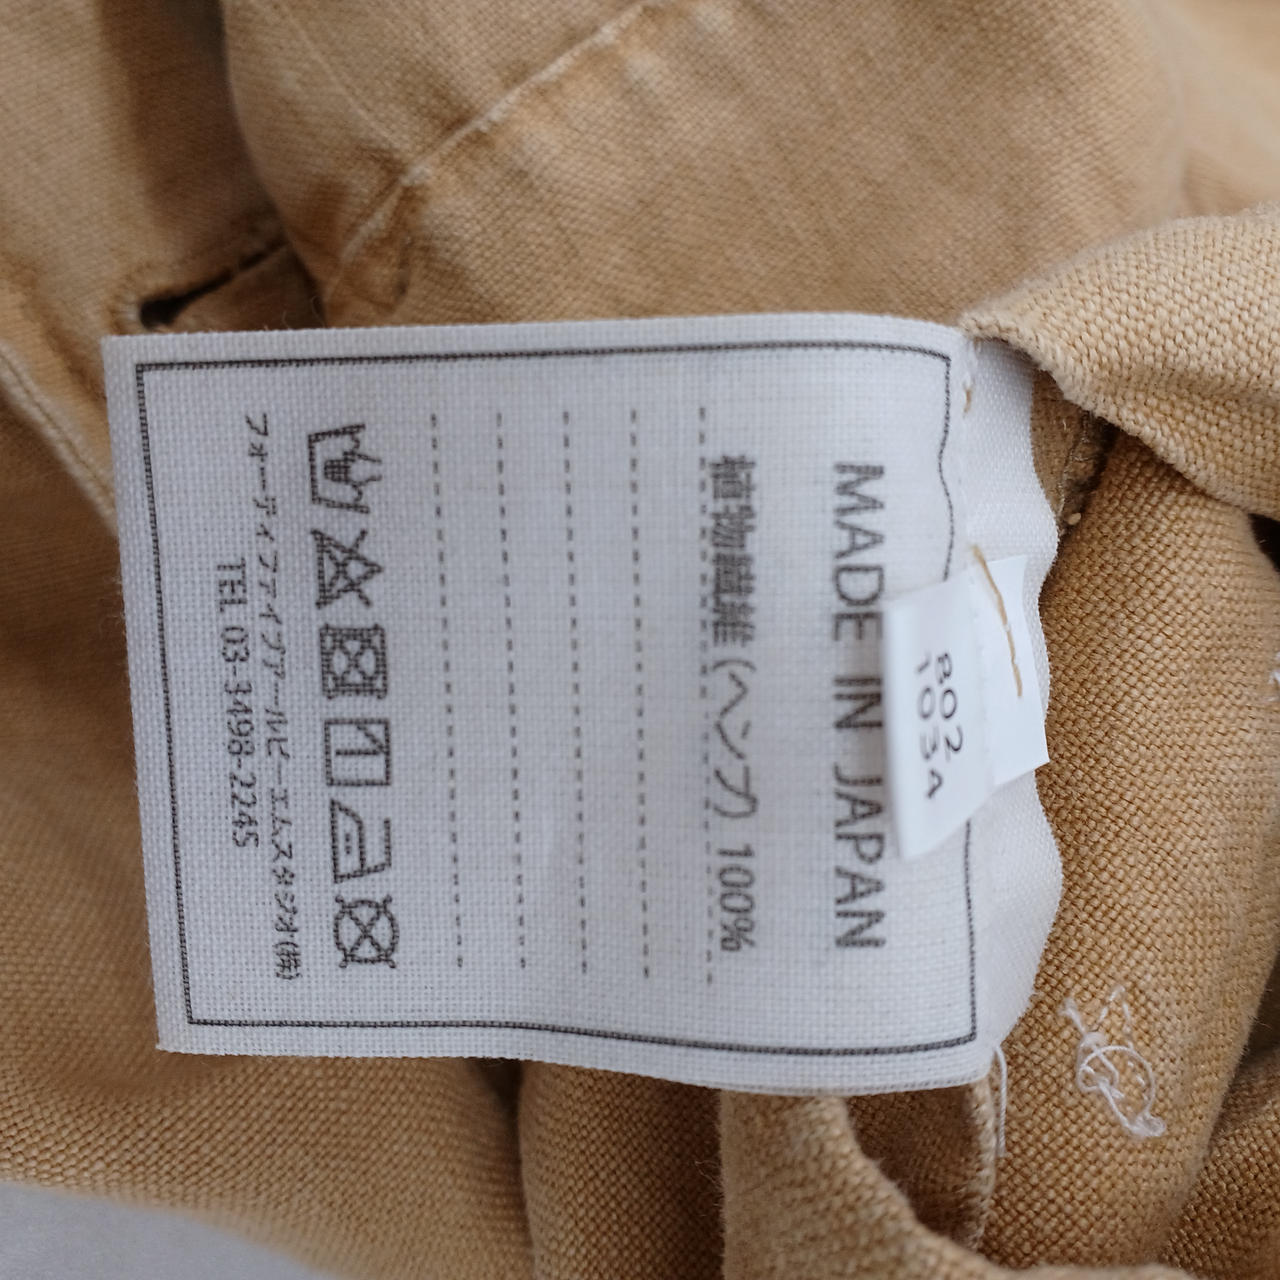 MADE IN JAPAN
植物繊維(ヘンプ) 100%
フォーティファイブアールピーエムスタジオ(株)
TEL 03-3498-2245
802
1034